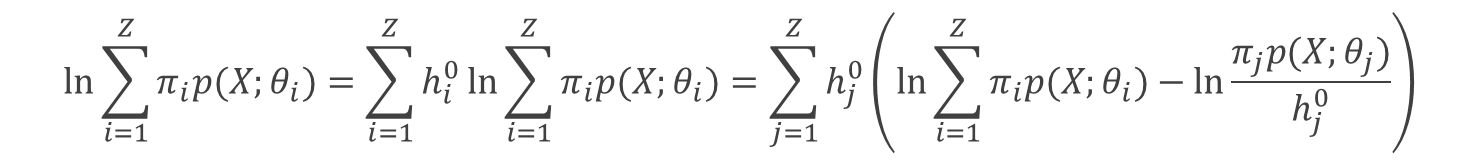 $$\ln \sum_{i=1}^{Z} \pi_i p(X; \theta_i) = \sum_{i=1}^{Z} h_i^0 \ln \sum_{i=1}^{Z} \pi_i p(X; \theta_i) = \sum_{j=1}^{Z} h_j^0 \left( \ln \sum_{i=1}^{Z} \pi_i p(X; \theta_i) - \ln \frac{\pi_j p(X; \theta_j)}{h_j^0} \right)$$